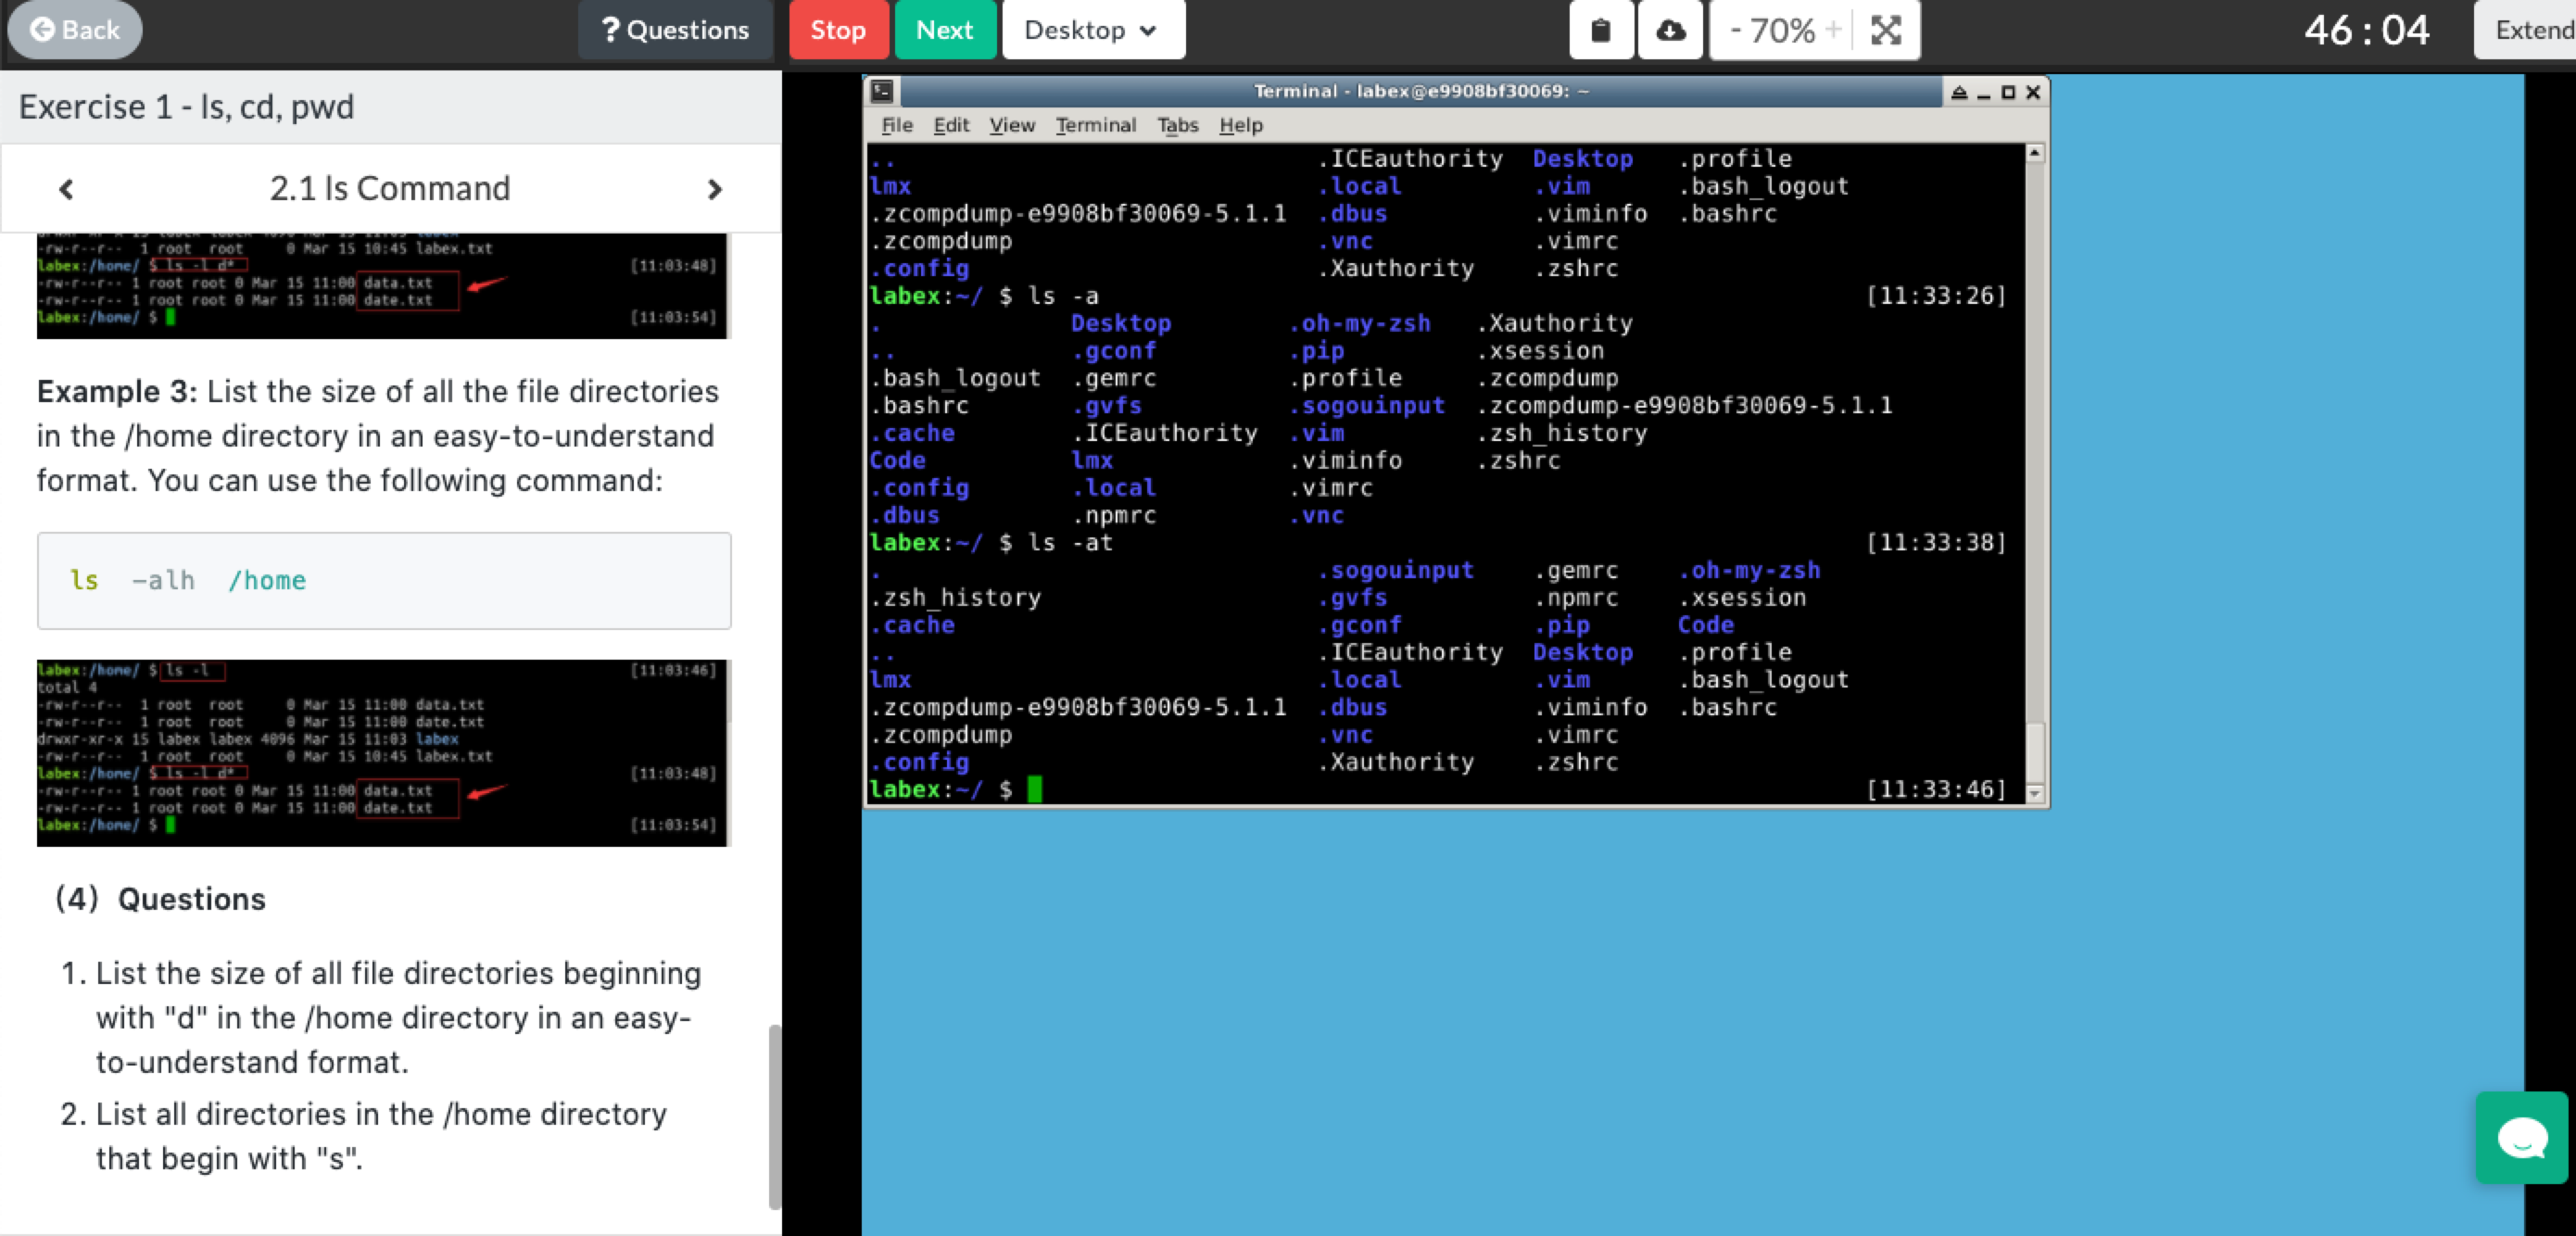 Back
? Questions
Stop
Next
Desktop
- 70% +
46 : 04
Extend
Exercise 1 - ls, cd, pwd
2.1 ls Command
-rw-r--r-- 1 root root 0 Mar 15 10:45 labex.txt
labex:/home/ $ ls -l d* [11:03:48]
-rw-r--r-- 1 root root 0 Mar 15 11:00 data.txt
-rw-r--r-- 1 root root 0 Mar 15 11:00 date.txt
labex:/home/ $ [11:03:54]
Example 3: List the size of all the file directories
in the /home directory in an easy-to-understand
format. You can use the following command:
ls -alh /home
labex:/home/ $ ls -l [11:03:46]
total 4
-rw-r--r-- 1 root root 0 Mar 15 11:00 data.txt
-rw-r--r-- 1 root root 0 Mar 15 11:00 date.txt
drwxr-xr-x 15 labex labex 4096 Mar 15 11:03 labex
-rw-r--r-- 1 root root 0 Mar 15 10:45 labex.txt
labex:/home/ $ ls -l d* [11:03:48]
-rw-r--r-- 1 root root 0 Mar 15 11:00 data.txt
-rw-r--r-- 1 root root 0 Mar 15 11:00 date.txt
labex:/home/ $ [11:03:54]
(4) Questions
1. List the size of all file directories beginning
with "d" in the /home directory in an easy-
to-understand format.
2. List all directories in the /home directory
that begin with "s".
Terminal - labex@e9908bf30069: ~
File Edit View Terminal Tabs Help
.. .ICEauthority Desktop .profile
lmx .local .vim .bash_logout
.zcompdump-e9908bf30069-5.1.1 .dbus .viminfo .bashrc
.zcompdump .vnc .vimrc
.config .Xauthority .zshrc
labex:~/ $ ls -a [11:33:26]
. Desktop .oh-my-zsh .Xauthority
.. .gconf .pip .xsession
.bash_logout .gemrc .profile .zcompdump
.bashrc .gvfs .sogouinput .zcompdump-e9908bf30069-5.1.1
.cache .ICEauthority .vim .zsh_history
Code lmx .viminfo .zshrc
.config .local .vimrc
.dbus .npmrc .vnc
labex:~/ $ ls -at [11:33:38]
. .sogouinput .gemrc .oh-my-zsh
.zsh_history .gvfs .npmrc .xsession
.cache .gconf .pip Code
.. .ICEauthority Desktop .profile
lmx .local .vim .bash_logout
.zcompdump-e9908bf30069-5.1.1 .dbus .viminfo .bashrc
.zcompdump .vnc .vimrc
.config .Xauthority .zshrc
labex:~/ $ [11:33:46]